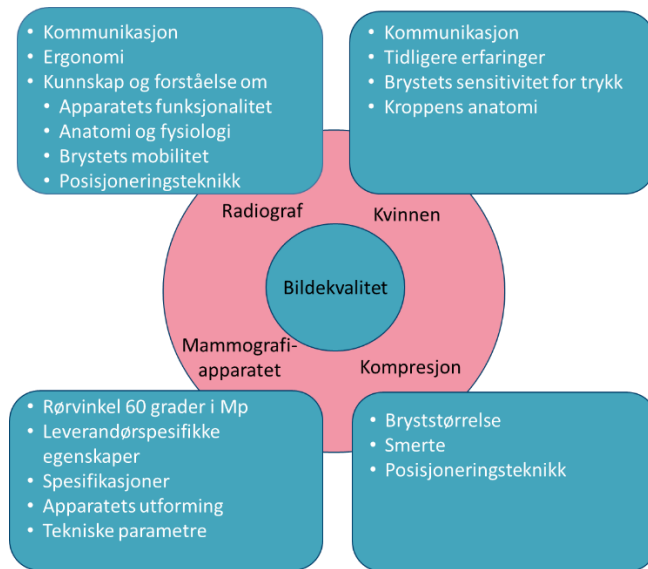 • Kommunikasjon
• Ergonomi
• Kunnskap og forståelse om
• Apparatets funksjonalitet
• Anatomi og fysiologi
• Brystets mobilitet
• Posisjoneringsteknikk
• Kommunikasjon
• Tidligere erfaringer
• Brystets sensitivitet for trykk
• Kroppens anatomi
Radiograf
Kvinnen
Bildekvalitet
Mammografi-
apparatet
Kompresjon
• Rørvinkel 60 grader i Mp
• Leverandørspesifikke
egenskaper
• Spesifikasjoner
• Apparatets utforming
• Tekniske parametre
• Bryststørrelse
• Smerte
• Posisjoneringsteknikk